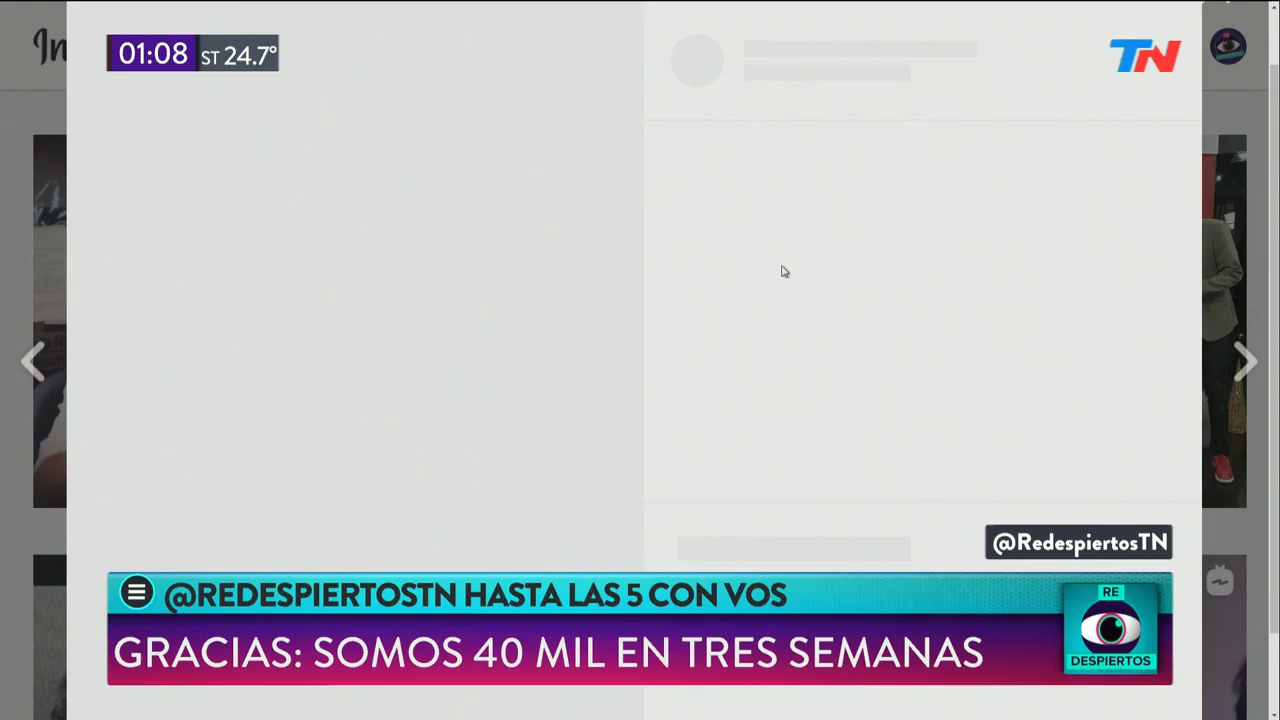 In
01:08 ST 24.7°
TN
@RedespiertosTN
@REDESPIERTOSTN HASTA LAS 5 CON VOS
GRACIAS: SOMOS 40 MIL EN TRES SEMANAS
RE
DESPIERTOS